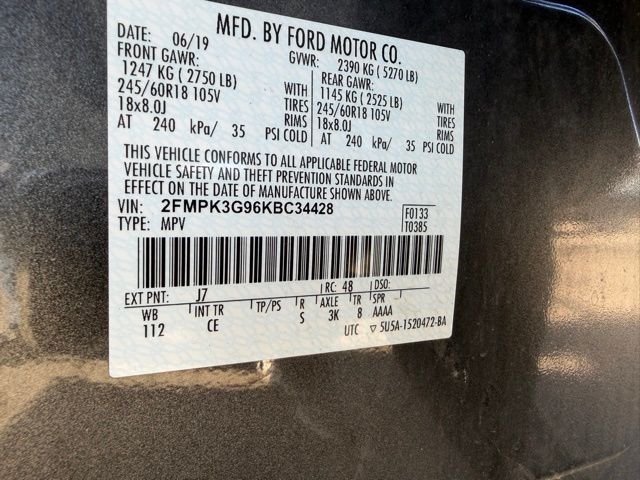 MFD. BY FORD MOTOR CO.
DATE: 06/19 GVWR: 2390 KG (5270 LB)
FRONT GAWR: REAR GAWR:
1247 KG (2750 LB) WITH 1145 KG (2525 LB) WITH
245/60R18 105V TIRES 245/60R18 105V TIRES
18x8.0J RIMS 18x8.0J RIMS
AT 240 kPa/ 35 PSI COLD AT 240 kPa/ 35 PSI COLD
THIS VEHICLE CONFORMS TO ALL APPLICABLE FEDERAL MOTOR
VEHICLE SAFETY AND THEFT PREVENTION STANDARDS IN
EFFECT ON THE DATE OF MANUFACTURE SHOWN ABOVE.
VIN: 2FMPK3G96KBC34428 F0133
TYPE: MPV T0385
EXT PNT: J7 RC: 48 DSO:
WB INT TR TP/PS R AXLE TR SPR
112 CE S 3K 8 AAAA
UTC ▽ 5U5A-1520472-BA